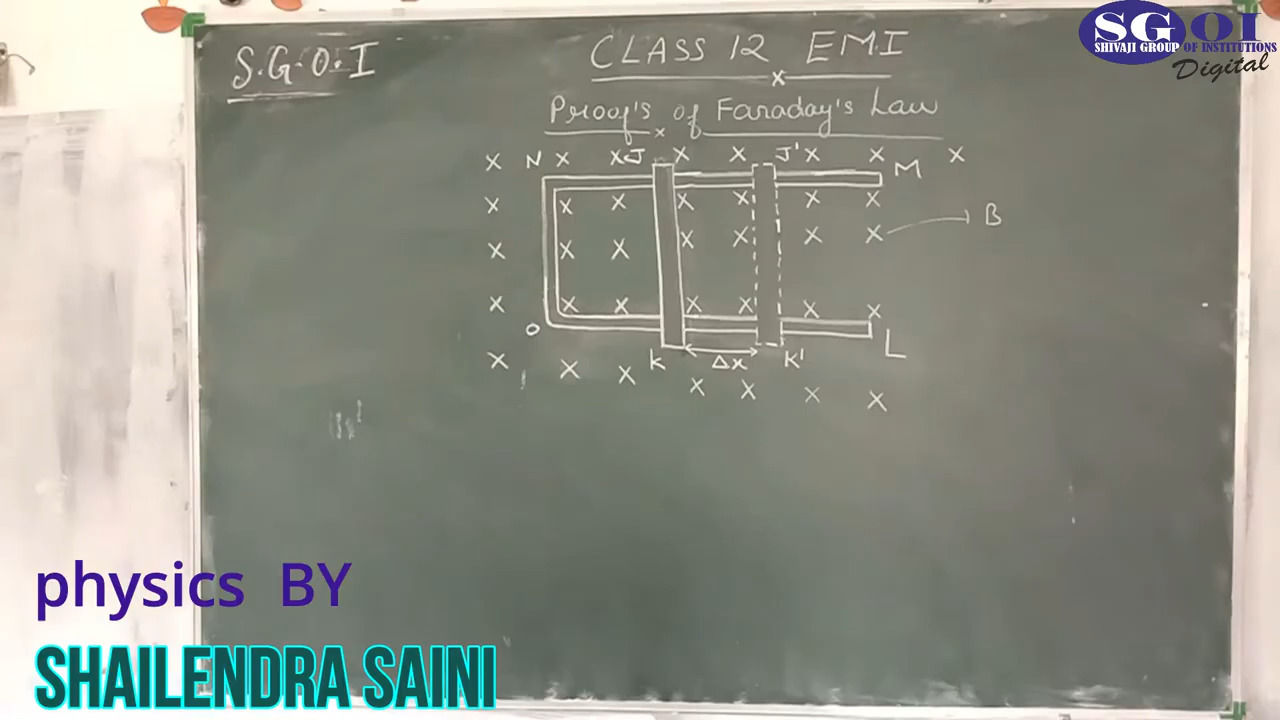 SGOI
SHIVAJI GROUP OF INSTITUTIONS
Digital
S.G.O.I
CLASS 12 EMI
x
Proof's of Faraday's Law
x
X N X X J X X J' X X X M
X X X X X X X
X B
X X X X X X
X X X X X X X
O L
K Δx K'
X X X X X X X
physics BY
SHAILENDRA SAINI